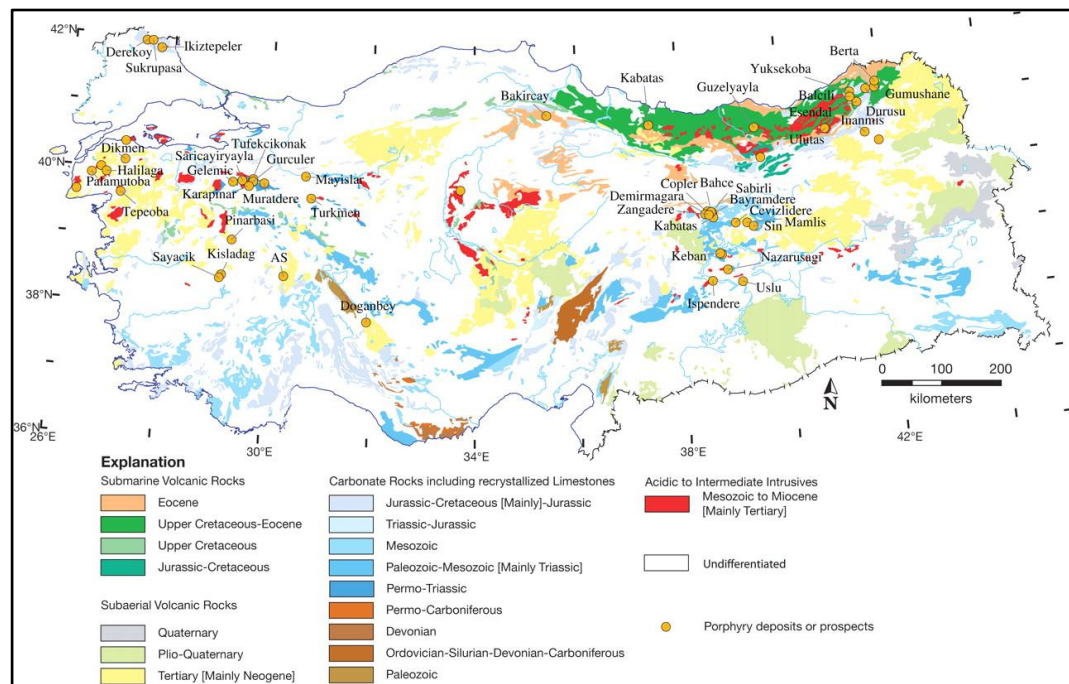 42°N
Derekoy
Ikiztepeler
Sukrupasa
Berta
Yuksekoba
Kabatas
Guzelyayla
Balcili
Gumushane
Bakircay
Esendal
Durusu
Inanmis
Ulutas
40°N
Dikmen
Tufekcikonak
Saricayiryayla
Gurculer
Halilaga
Gelemic
Mayislar
Palamutoba
Karapinar
Muratdere
Turkmen
Tepeoba
Pinarbasi
Copler
Bahce
Sabirli
Demirmagara
Bayramdere
Zangadere
Cevizlidere
Kabatas
Sin
Mamlis
Sayacik
Kisladag
AS
Keban
Nazarusagi
38°N
Doganbey
Ispendere
Uslu
0 100 200
kilometers
N
36°N
26°E
30°E
34°E
38°E
42°E
Explanation
Submarine Volcanic Rocks
Eocene
Upper Cretaceous-Eocene
Upper Cretaceous
Jurassic-Cretaceous
Subaerial Volcanic Rocks
Quaternary
Plio-Quaternary
Tertiary [Mainly Neogene]
Carbonate Rocks including recrystallized Limestones
Jurassic-Cretaceous [Mainly]-Jurassic
Triassic-Jurassic
Mesozoic
Paleozoic-Mesozoic [Mainly Triassic]
Permo-Triassic
Permo-Carboniferous
Devonian
Ordovician-Silurian-Devonian-Carboniferous
Paleozoic
Acidic to Intermediate Intrusives
Mesozoic to Miocene
[Mainly Tertiary]
Undifferentiated
Porphyry deposits or prospects